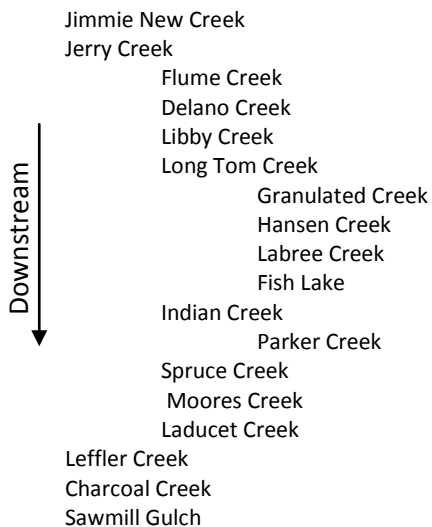 Jimmie New Creek
Jerry Creek
Flume Creek
Delano Creek
Libby Creek
Long Tom Creek
Granulated Creek
Hansen Creek
Labree Creek
Fish Lake
Indian Creek
Parker Creek
Spruce Creek
Moores Creek
Laducet Creek
Leffler Creek
Charcoal Creek
Sawmill Gulch
Downstream